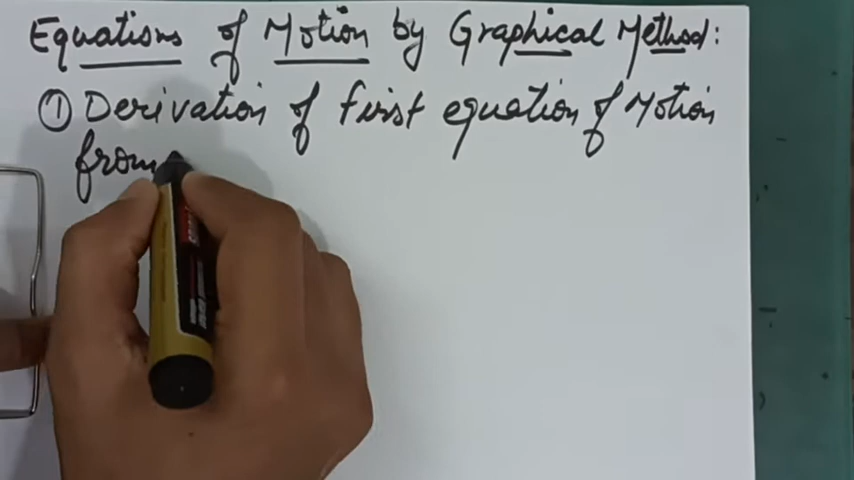 Equations of Motion by Graphical Method:
① Derivation of first equation of Motion
from